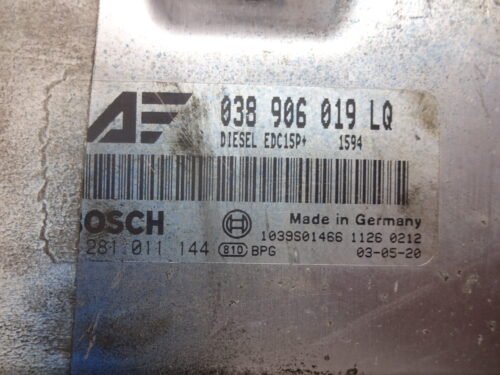 AF 038 906 019 LQ
DIESEL EDC15P+ 1594
BOSCH Made in Germany
1039S01466 1126 0212
281 011 144 810 BPG 03-05-20